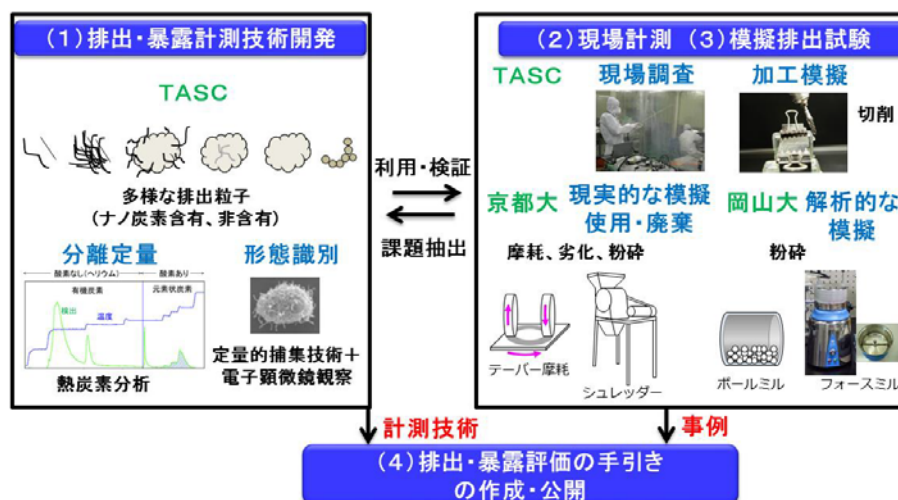 (1)排出・暴露計測技術開発
TASC
多様な排出粒子
(ナノ炭素含有、非含有)
分離定量
酸素なし(ヘリウム)
酸素あり
有機炭素
元素状炭素
検出
温度
熱炭素分析
形態識別
定量的捕集技術+
電子顕微鏡観察
利用・検証
課題抽出
(2)現場計測 (3)模擬排出試験
TASC
現場調査
加工模擬
切削
京都大
現実的な模擬
使用・廃棄
摩耗、劣化、粉砕
テーバー摩耗
シュレッダー
岡山大
解析的な
模擬
粉砕
ボールミル
フォースミル
計測技術
事例
(4)排出・暴露評価の手引き
の作成・公開